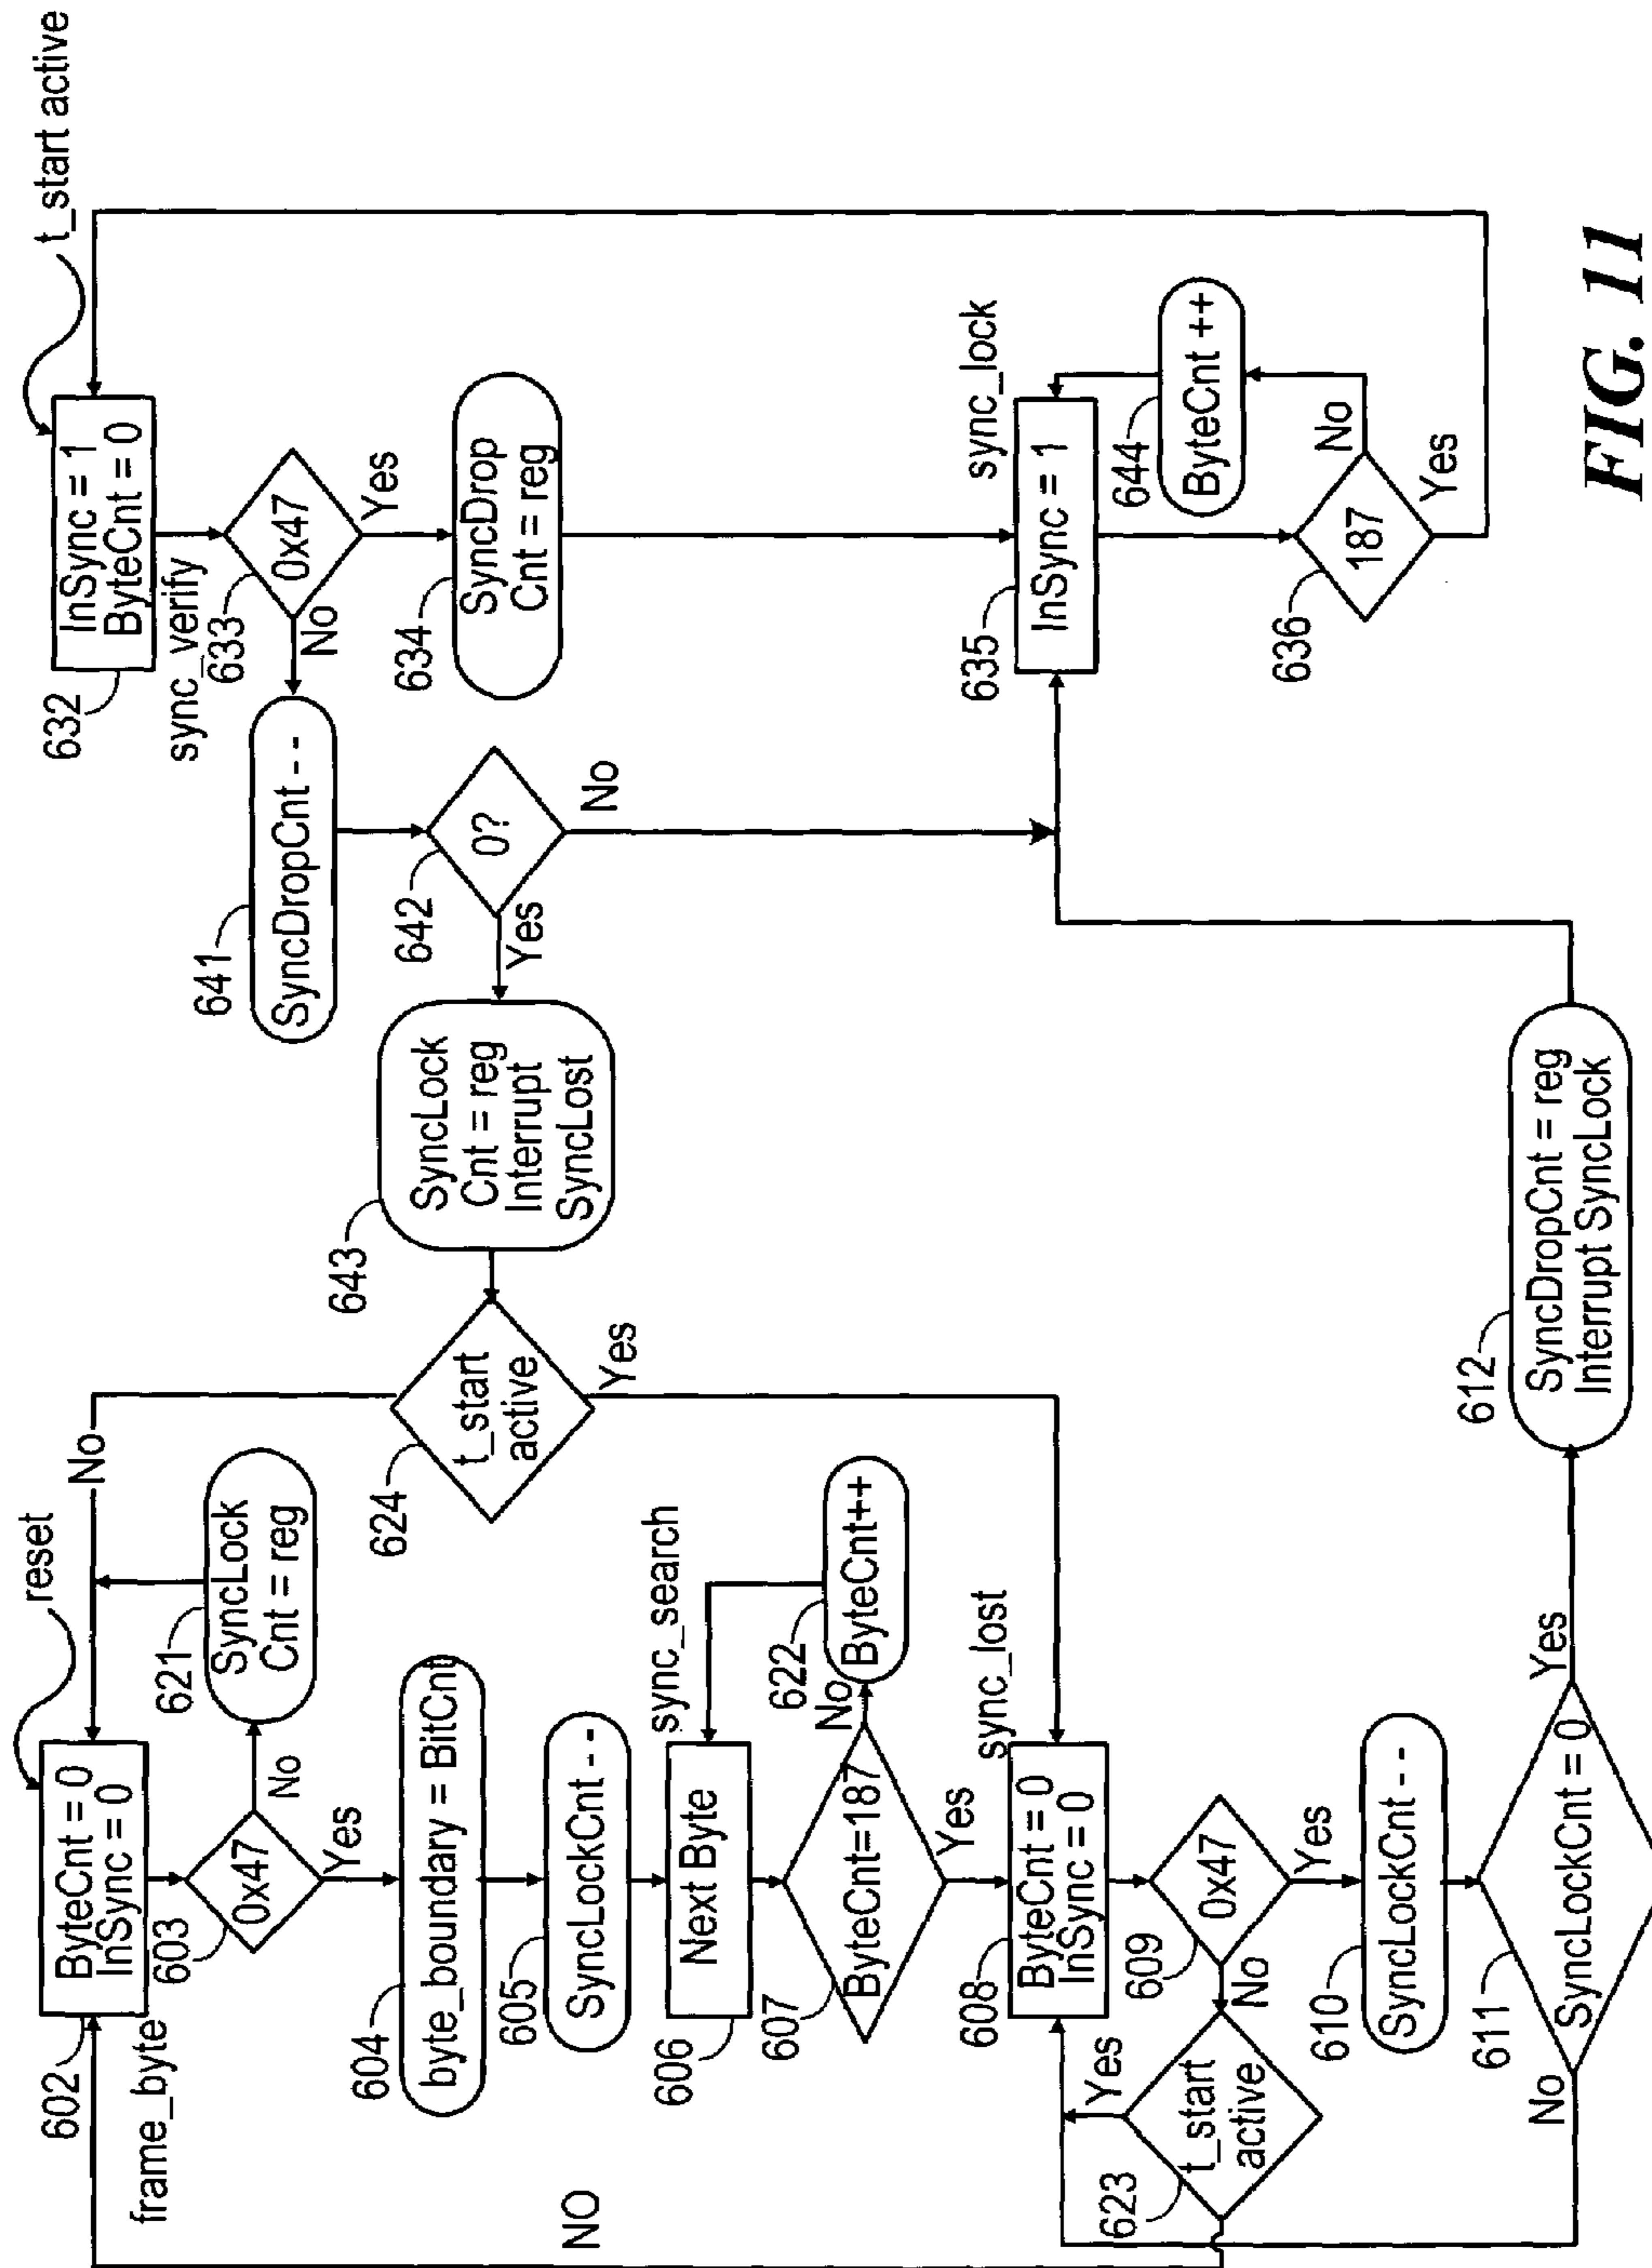 reset
602
ByteCnt = 0
InSync = 0
frame_byte
603
0x47
No
Yes
621
SyncLock
Cnt = reg
No
604
byte_boundary = BitCnt
605
SyncLockCnt - -
606
Next Byte
sync_search
607
ByteCnt=187
No
Yes
622
ByteCnt++
NO
608
ByteCnt = 0
InSync = 0
sync_lost
609
0x47
No
Yes
623
t_start
active
Yes
610
SyncLockCnt - -
611
SyncLockCnt = 0
No
Yes
612
SyncDropCnt = reg
Interrupt SyncLock
624
t_start
active
Yes
643
SyncLock
Cnt = reg
Interrupt
SyncLost
641
SyncDropCnt - -
642
0?
Yes
No
t_start active
632
InSync = 1
ByteCnt = 0
sync_verify
633
0x47
No
Yes
634
SyncDrop
Cnt = reg
635
InSync = 1
sync_lock
644
ByteCnt ++
636
187
No
Yes
FIG. 11